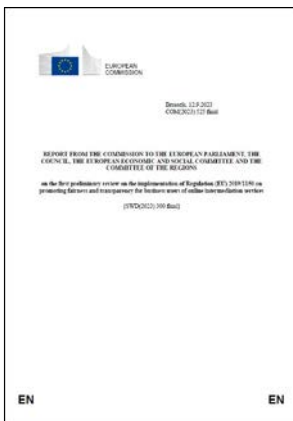 EUROPEAN
COMMISSION
Brussels, 12.9.2023
COM(2023) 525 final
REPORT FROM THE COMMISSION TO THE EUROPEAN PARLIAMENT, THE
COUNCIL, THE EUROPEAN ECONOMIC AND SOCIAL COMMITTEE AND THE
COMMITTEE OF THE REGIONS
on the first preliminary review on the implementation of Regulation (EU) 2019/1150 on
promoting fairness and transparency for business users of online intermediation services
{SWD(2023) 300 final}
EN
EN